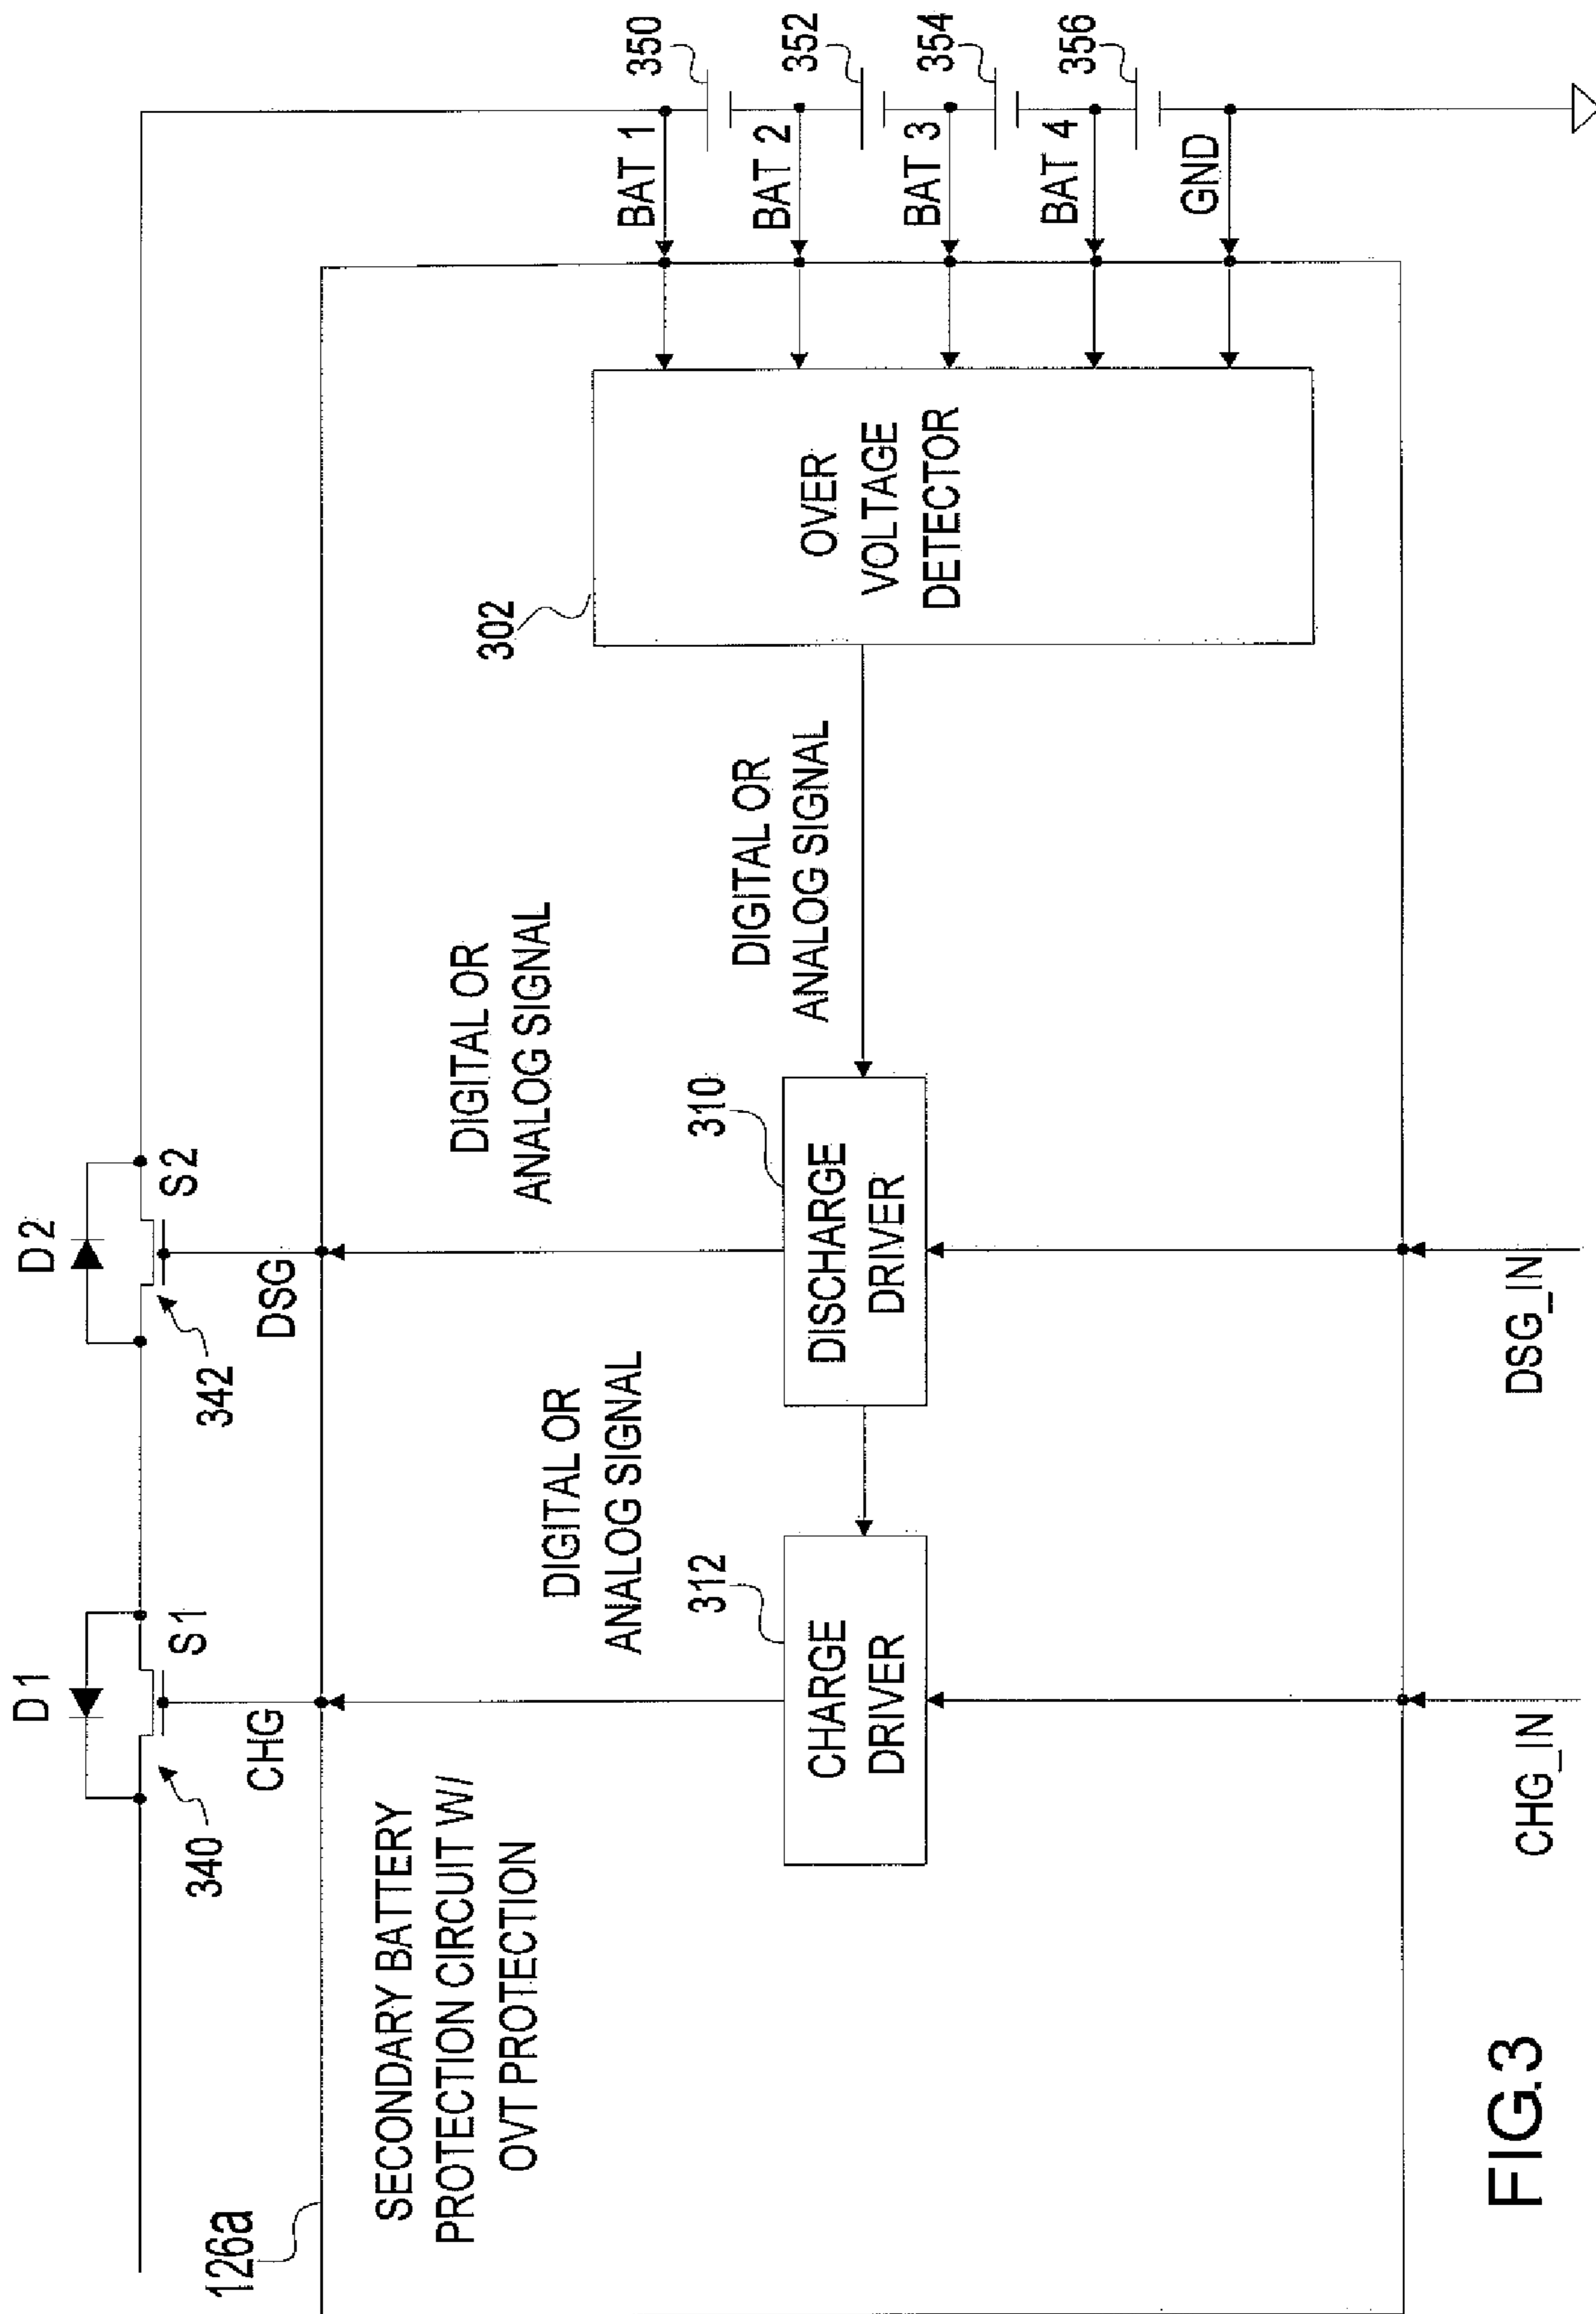 D1
D2
340
S1
342
S2
CHG
DSG
126a
SECONDARY BATTERY
PROTECTION CIRCUIT W/
OVT PROTECTION
DIGITAL OR
ANALOG SIGNAL
DIGITAL OR
ANALOG SIGNAL
DIGITAL OR
ANALOG SIGNAL
312
CHARGE
DRIVER
310
DISCHARGE
DRIVER
302
OVER
VOLTAGE
DETECTOR
BAT 1
350
BAT 2
352
BAT 3
354
BAT 4
356
GND
CHG_IN
DSG_IN
FIG.3